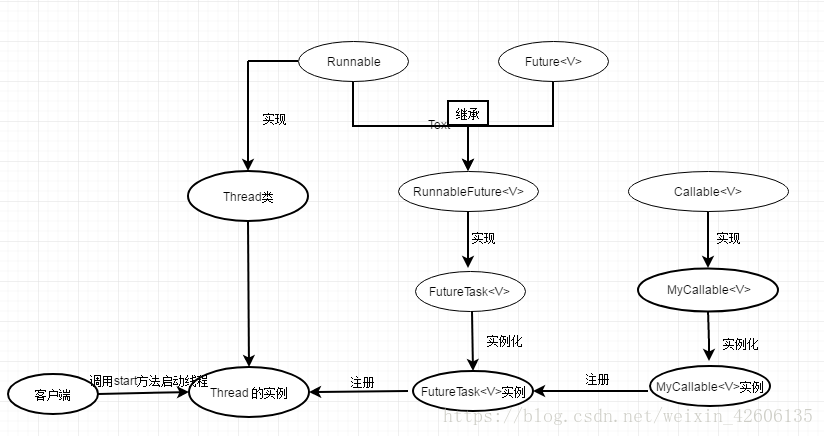 Runnable
Future<V>
继承
实现
Text
Thread类
RunnableFuture<V>
Callable<V>
实现
实现
FutureTask<V>
MyCallable<V>
实例化
实例化
调用start方法启动线程
注册
注册
客户端
Thread 的实例
FutureTask<V>实例
MyCallable<V>实例
https://blog.csdn.net/weixin_42606135